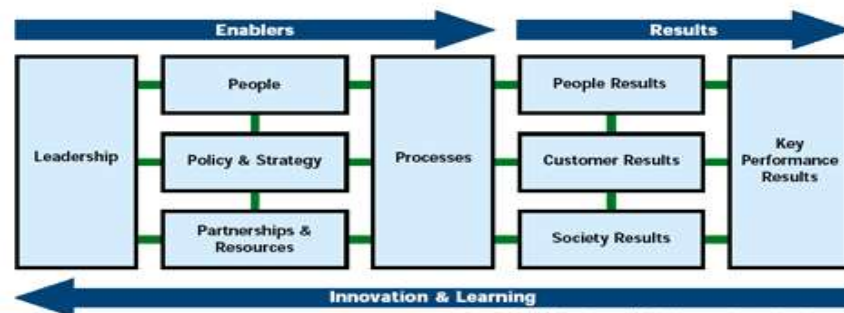 Enablers
Results
Leadership
People
Policy & Strategy
Partnerships &
Resources
Processes
People Results
Customer Results
Society Results
Key
Performance
Results
Innovation & Learning